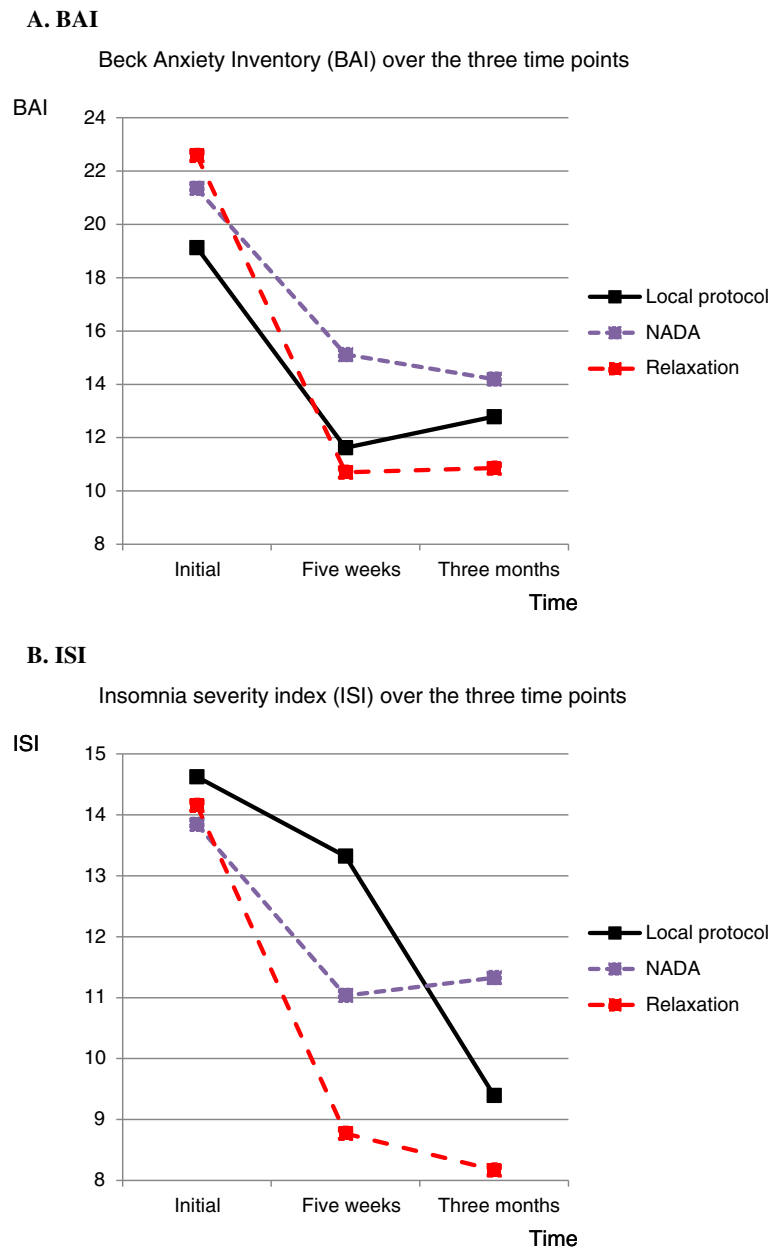 A. BAI
Beck Anxiety Inventory (BAI) over the three time points
BAI
24
22
20
18
16
14
12
10
8
Initial
Five weeks
Three months
Time
Local protocol
NADA
Relaxation
B. ISI
Insomnia severity index (ISI) over the three time points
ISI
15
14
13
12
11
10
9
8
Initial
Five weeks
Three months
Time
Local protocol
NADA
Relaxation